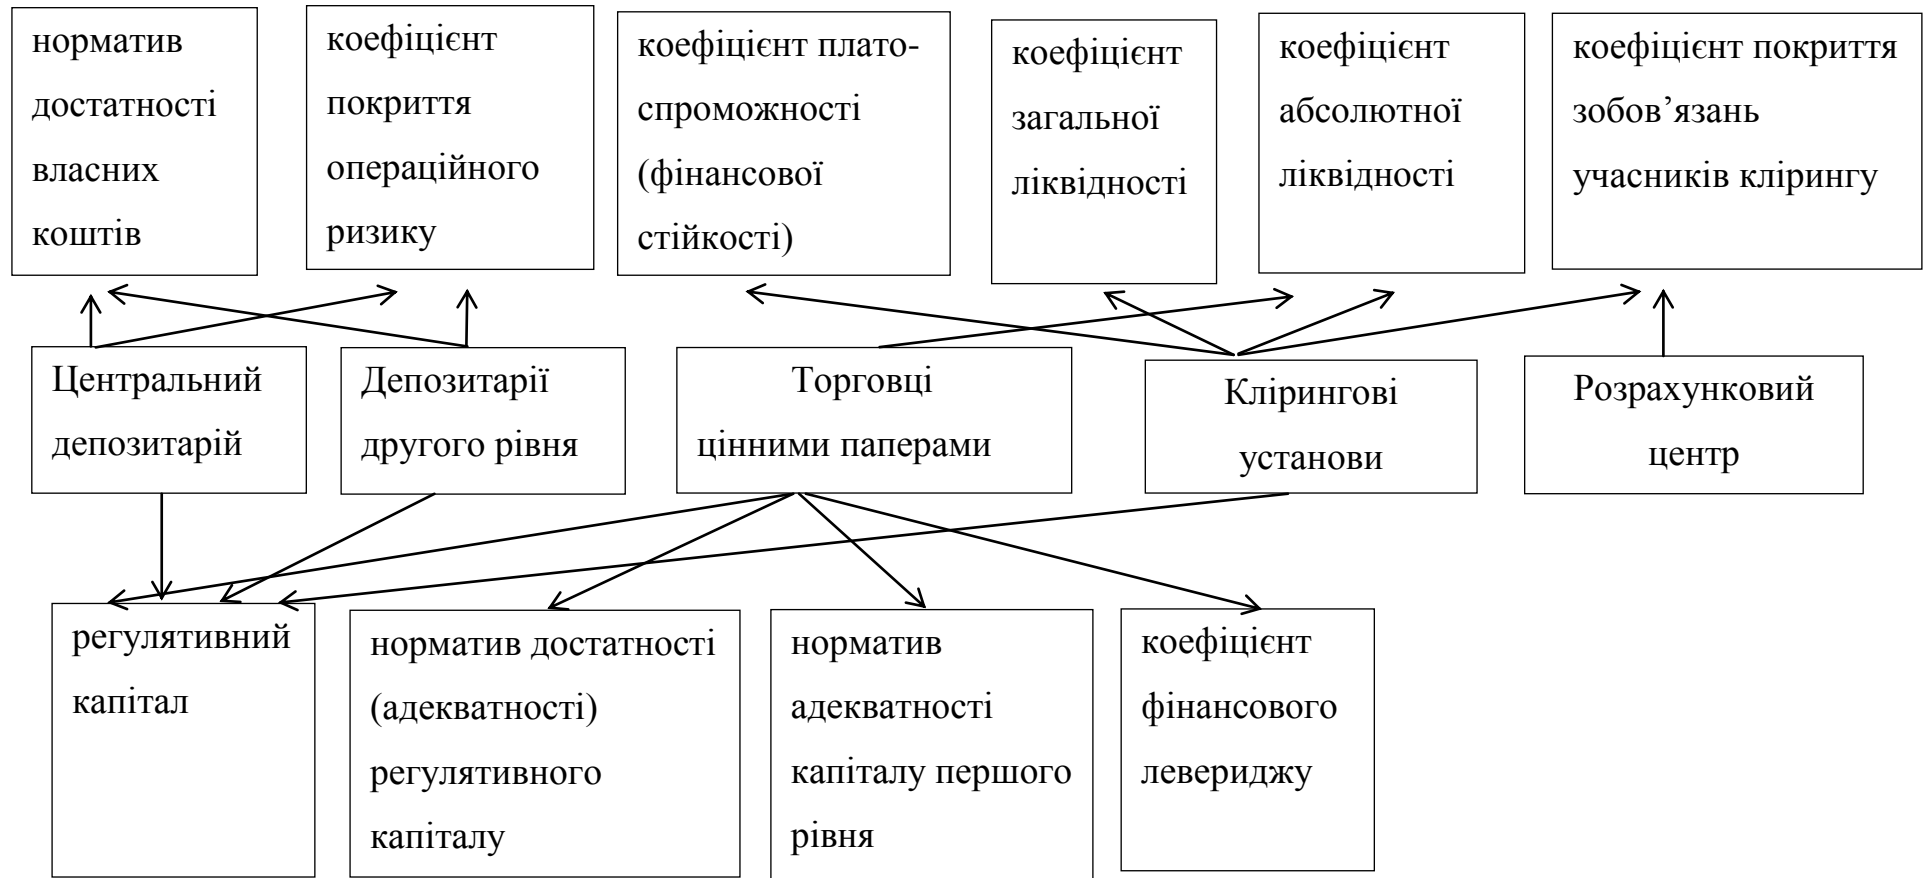 норматив
достатності
власних
коштів
коефіцієнт
покриття
операційного
ризику
коефіцієнт плато-
спроможності
(фінансової
стійкості)
коефіцієнт
загальної
ліквідності
коефіцієнт
абсолютної
ліквідності
коефіцієнт покриття
зобов’язань
учасників клірингу
Центральний
депозитарій
Депозитарії
другого рівня
Торговці
цінними паперами
Клірингові
установи
Розрахунковий
центр
регулятивний
капітал
норматив достатності
(адекватності)
регулятивного
капіталу
норматив
адекватності
капіталу першого
рівня
коефіцієнт
фінансового
левериджу